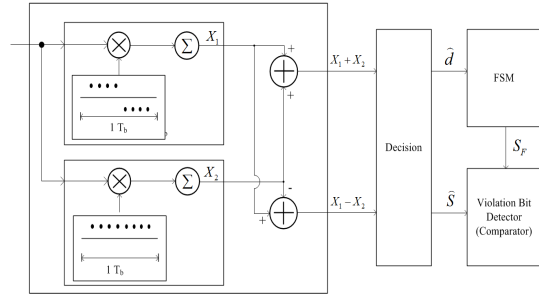 X1
Σ
+
+
X1+X2
1 Tb
,
X2
Σ
-
+
X1−X2
1 Tb
Decision
d̂
FSM
SF
Ŝ
Violation Bit
Detector
(Comparator)